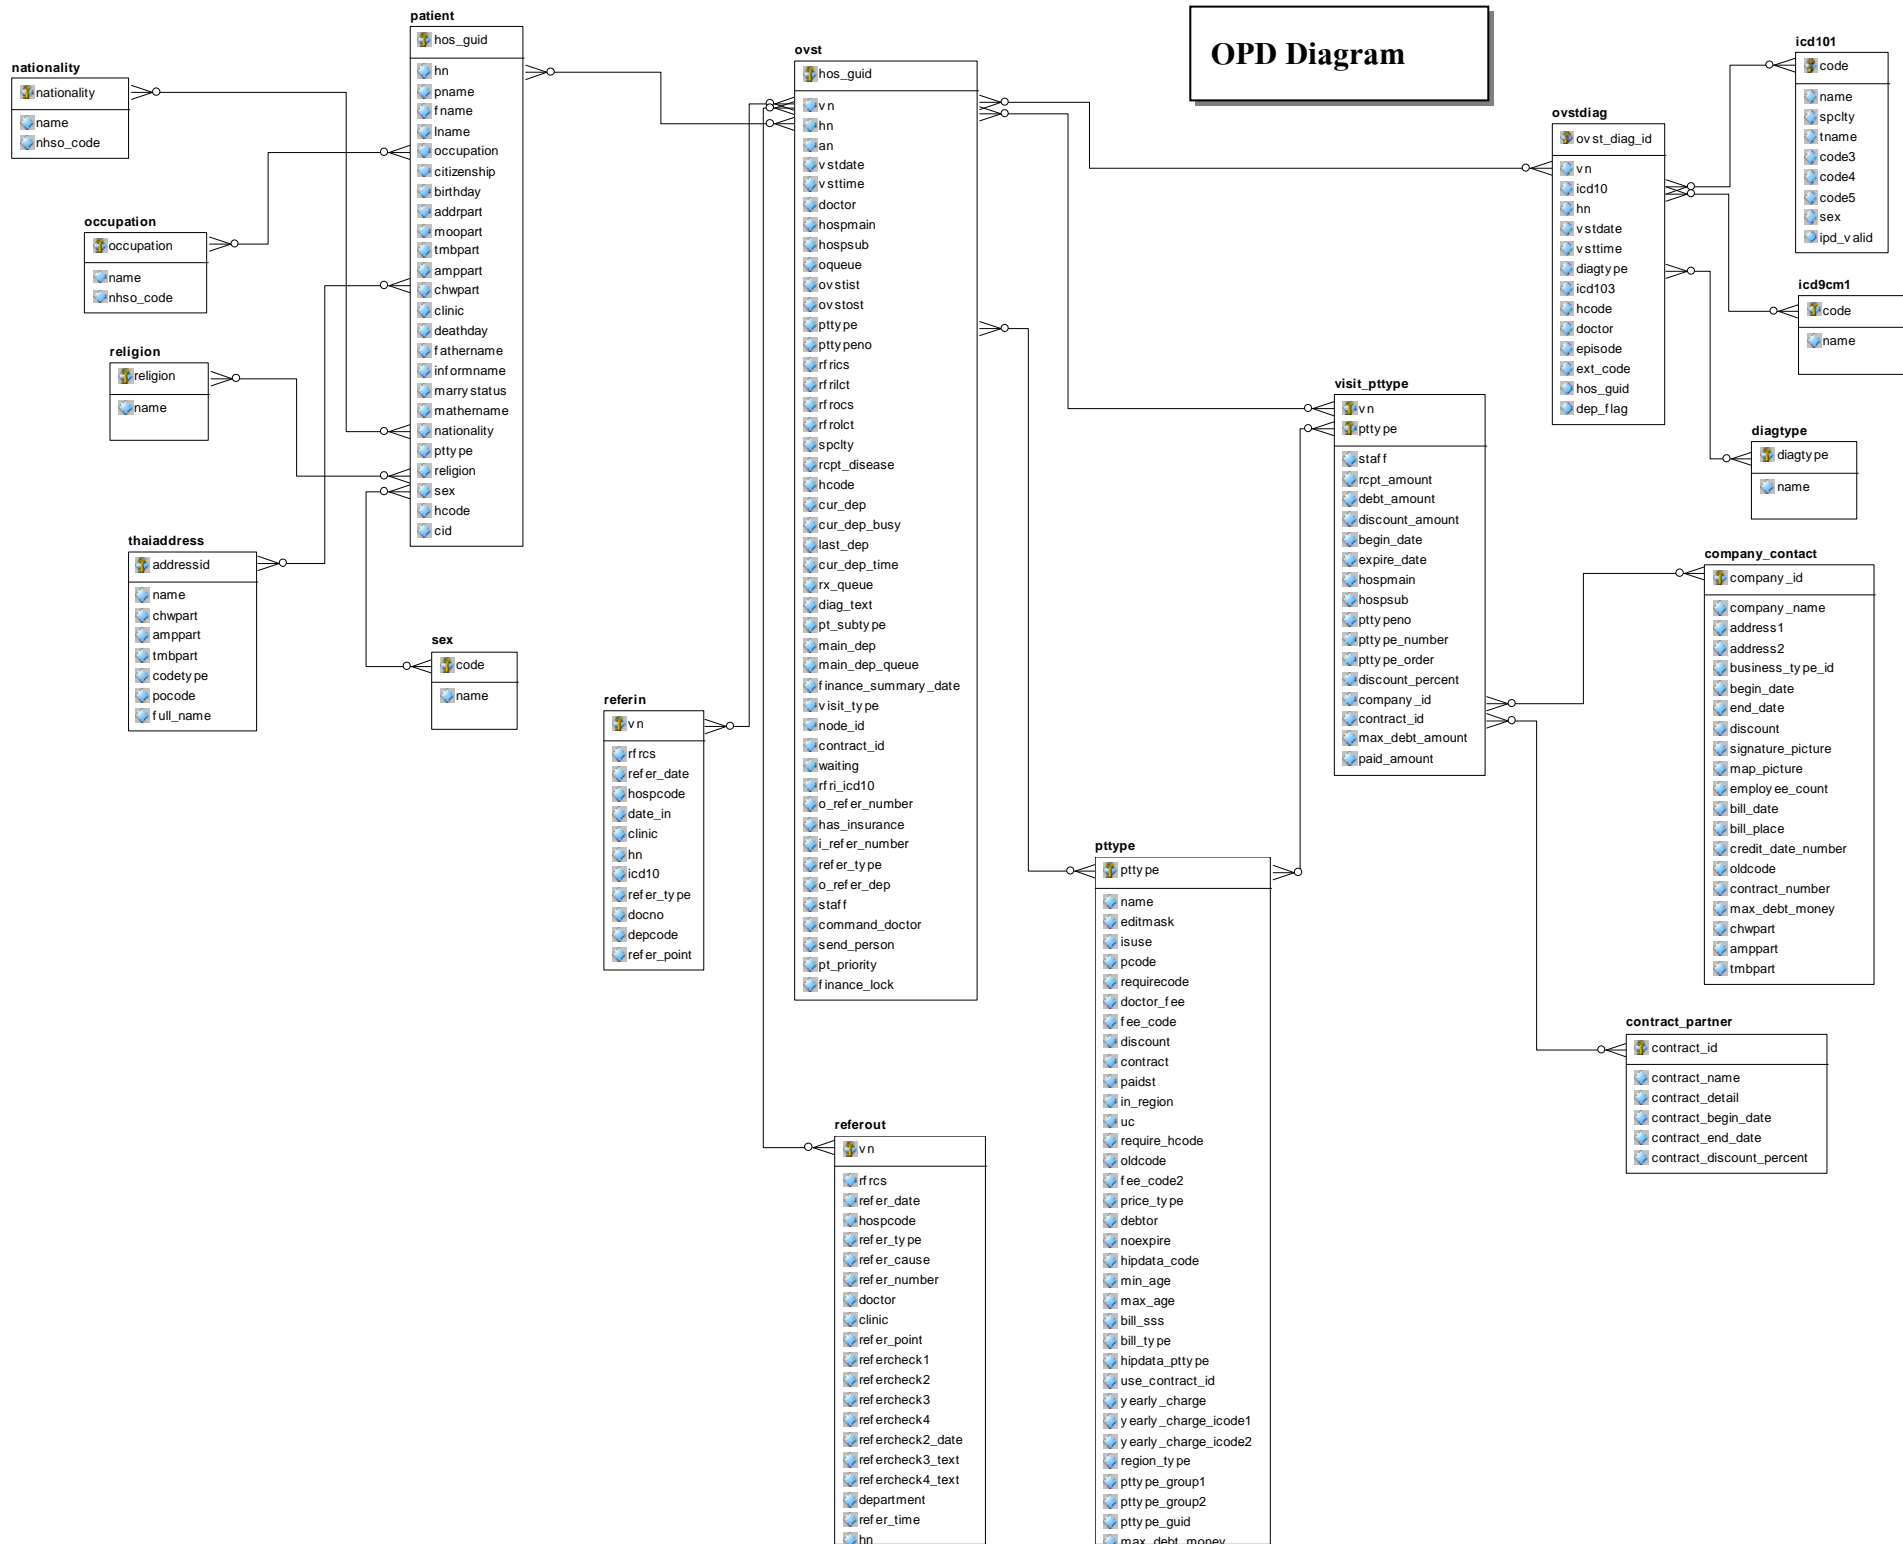 OPD Diagram
patient
hos_guid
hn
pname
fname
lname
occupation
citizenship
birthday
addrpart
moopart
tmbpart
amppart
chwpart
clinic
deathday
fathername
informname
marrystatus
mathername
nationality
pttype
religion
sex
hcode
cid
nationality
nationality
name
nhso_code
occupation
occupation
name
nhso_code
religion
religion
name
thaiaddress
addressid
name
chwpart
amppart
tmbpart
codetype
pocode
full_name
sex
code
name
ovst
hos_guid
vn
hn
an
vstdate
vsttime
doctor
hospmain
hospsub
oqueue
ovstist
ovstost
pttype
pttypeno
rfrics
rfrilct
rfrocs
rfrolct
spclty
rcpt_disease
hcode
cur_dep
cur_dep_busy
last_dep
cur_dep_time
rx_queue
diag_text
pt_subtype
main_dep
main_dep_queue
finance_summary_date
visit_type
node_id
contract_id
waiting
rfri_icd10
o_refer_number
has_insurance
i_refer_number
refer_type
o_refer_dep
staff
command_doctor
send_person
pt_priority
finance_lock
referin
vn
rfrcs
refer_date
hospcode
date_in
clinic
hn
icd10
refer_type
docno
depcode
refer_point
referout
vn
rfrcs
refer_date
hospcode
refer_type
refer_cause
refer_number
doctor
clinic
refer_point
refercheck1
refercheck2
refercheck3
refercheck4
refercheck2_date
refercheck3_text
refercheck4_text
department
refer_time
hn
pttype
pttype
name
editmask
isuse
pcode
requirecode
doctor_fee
fee_code
discount
contract
paidst
in_region
uc
require_hcode
oldcode
fee_code2
price_type
debtor
noexpire
hipdata_code
min_age
max_age
bill_sss
bill_type
hipdata_pttype
use_contract_id
yearly_charge
yearly_charge_icode1
yearly_charge_icode2
region_type
pttype_group1
pttype_group2
pttype_guid
max_debt_money
visit_pttype
vn
pttype
staff
rcpt_amount
debt_amount
discount_amount
begin_date
expire_date
hospmain
hospsub
pttypeno
pttype_number
pttype_order
discount_percent
company_id
contract_id
max_debt_amount
paid_amount
ovstdiag
ovst_diag_id
vn
icd10
hn
vstdate
vsttime
diagtype
icd103
hcode
doctor
episode
ext_code
hos_guid
dep_flag
icd101
code
name
spclty
tname
code3
code4
code5
sex
ipd_valid
icd9cm1
code
name
diagtype
diagtype
name
company_contact
company_id
company_name
address1
address2
business_type_id
begin_date
end_date
discount
signature_picture
map_picture
employee_count
bill_date
bill_place
credit_date_number
oldcode
contract_number
max_debt_money
chwpart
amppart
tmbpart
contract_partner
contract_id
contract_name
contract_detail
contract_begin_date
contract_end_date
contract_discount_percent